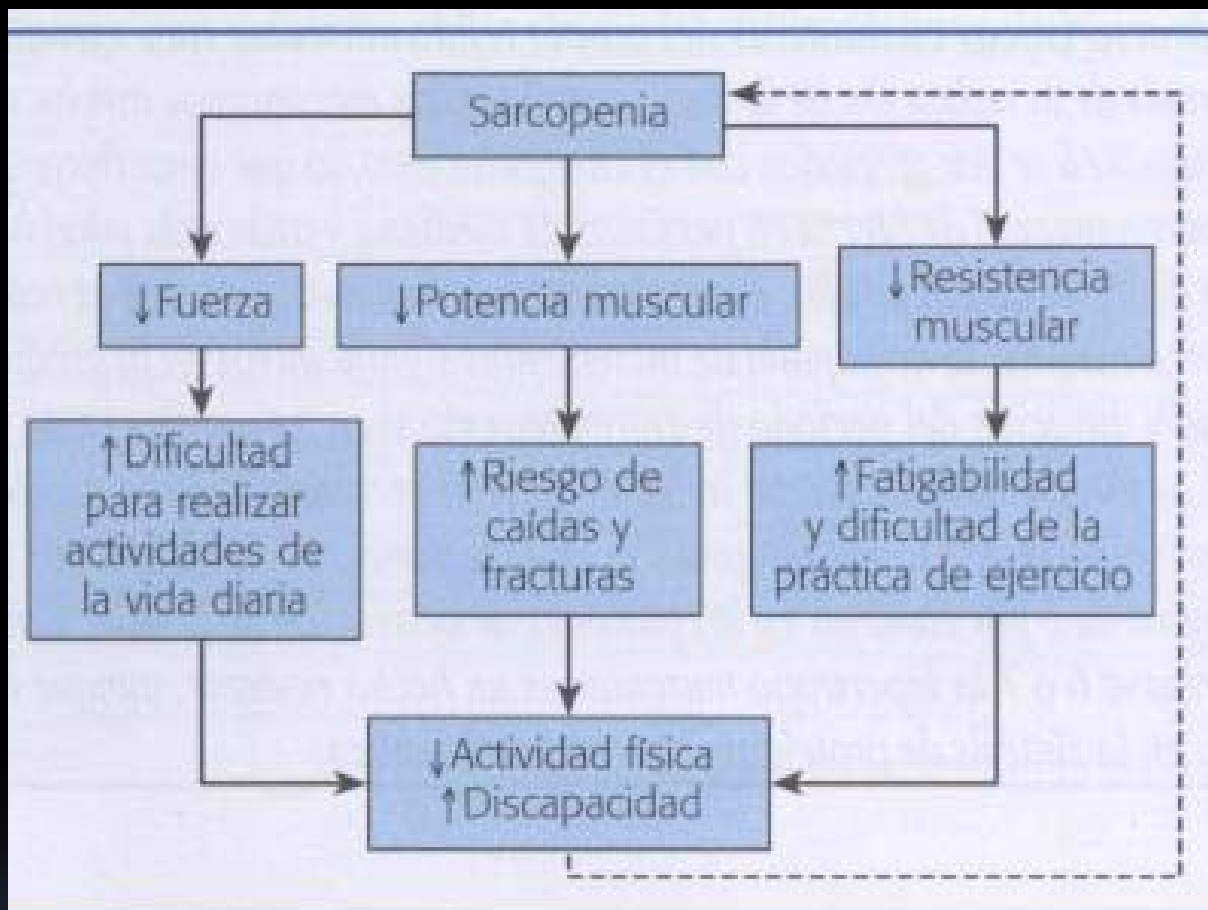 Sarcopenia
↓Fuerza
↓Potencia muscular
↓Resistencia
muscular
↑Dificultad
para realizar
actividades de
la vida diaria
↑Riesgo de
caídas y
fracturas
↑Fatigabilidad
y dificultad de la
práctica de ejercicio
↓Actividad física
↑Discapacidad